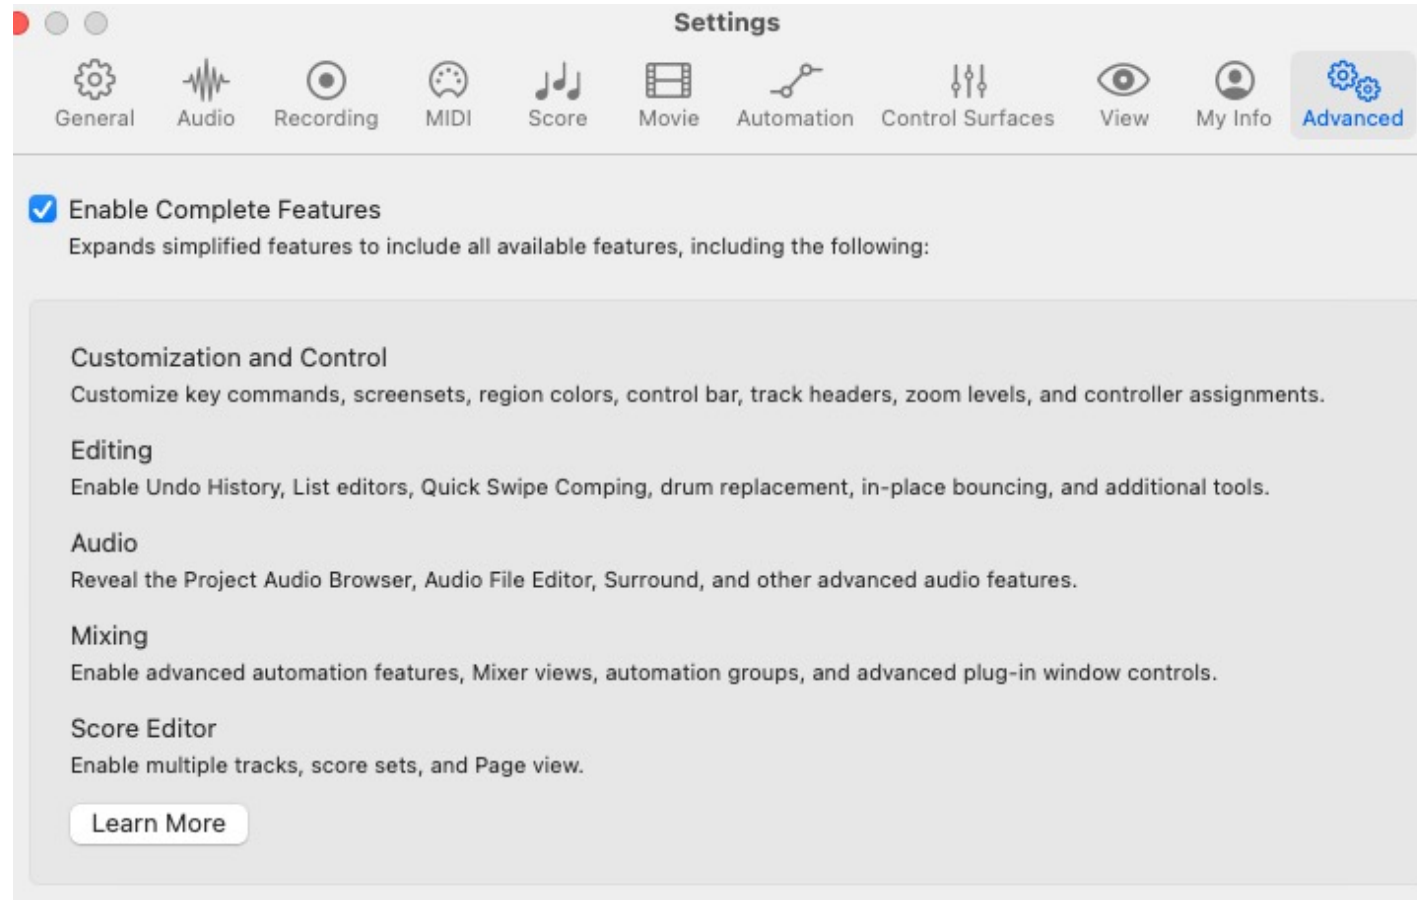 Settings
General Audio Recording MIDI Score Movie Automation Control Surfaces View My Info Advanced
Enable Complete Features
Expands simplified features to include all available features, including the following:
Customization and Control
Customize key commands, screensets, region colors, control bar, track headers, zoom levels, and controller assignments.
Editing
Enable Undo History, List editors, Quick Swipe Comping, drum replacement, in-place bouncing, and additional tools.
Audio
Reveal the Project Audio Browser, Audio File Editor, Surround, and other advanced audio features.
Mixing
Enable advanced automation features, Mixer views, automation groups, and advanced plug-in window controls.
Score Editor
Enable multiple tracks, score sets, and Page view.
Learn More